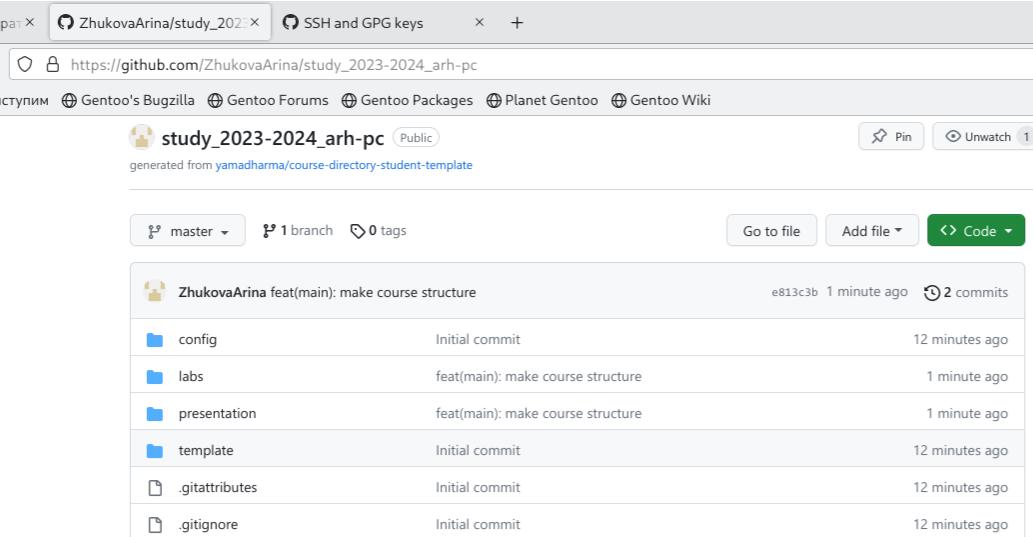 рат ZhukovaArina/study_202 SSH and GPG keys
https://github.com/ZhukovaArina/study_2023-2024_arh-pc
ступим Gentoo's Bugzilla Gentoo Forums Gentoo Packages Planet Gentoo Gentoo Wiki
study_2023-2024_arh-pc Public Pin Unwatch 1
generated from yamadharma/course-directory-student-template
master 1 branch 0 tags Go to file Add file Code
ZhukovaArina feat(main): make course structure e813c3b 1 minute ago 2 commits
config Initial commit 12 minutes ago
labs feat(main): make course structure 1 minute ago
presentation feat(main): make course structure 1 minute ago
template Initial commit 12 minutes ago
.gitattributes Initial commit 12 minutes ago
.gitignore Initial commit 12 minutes ago